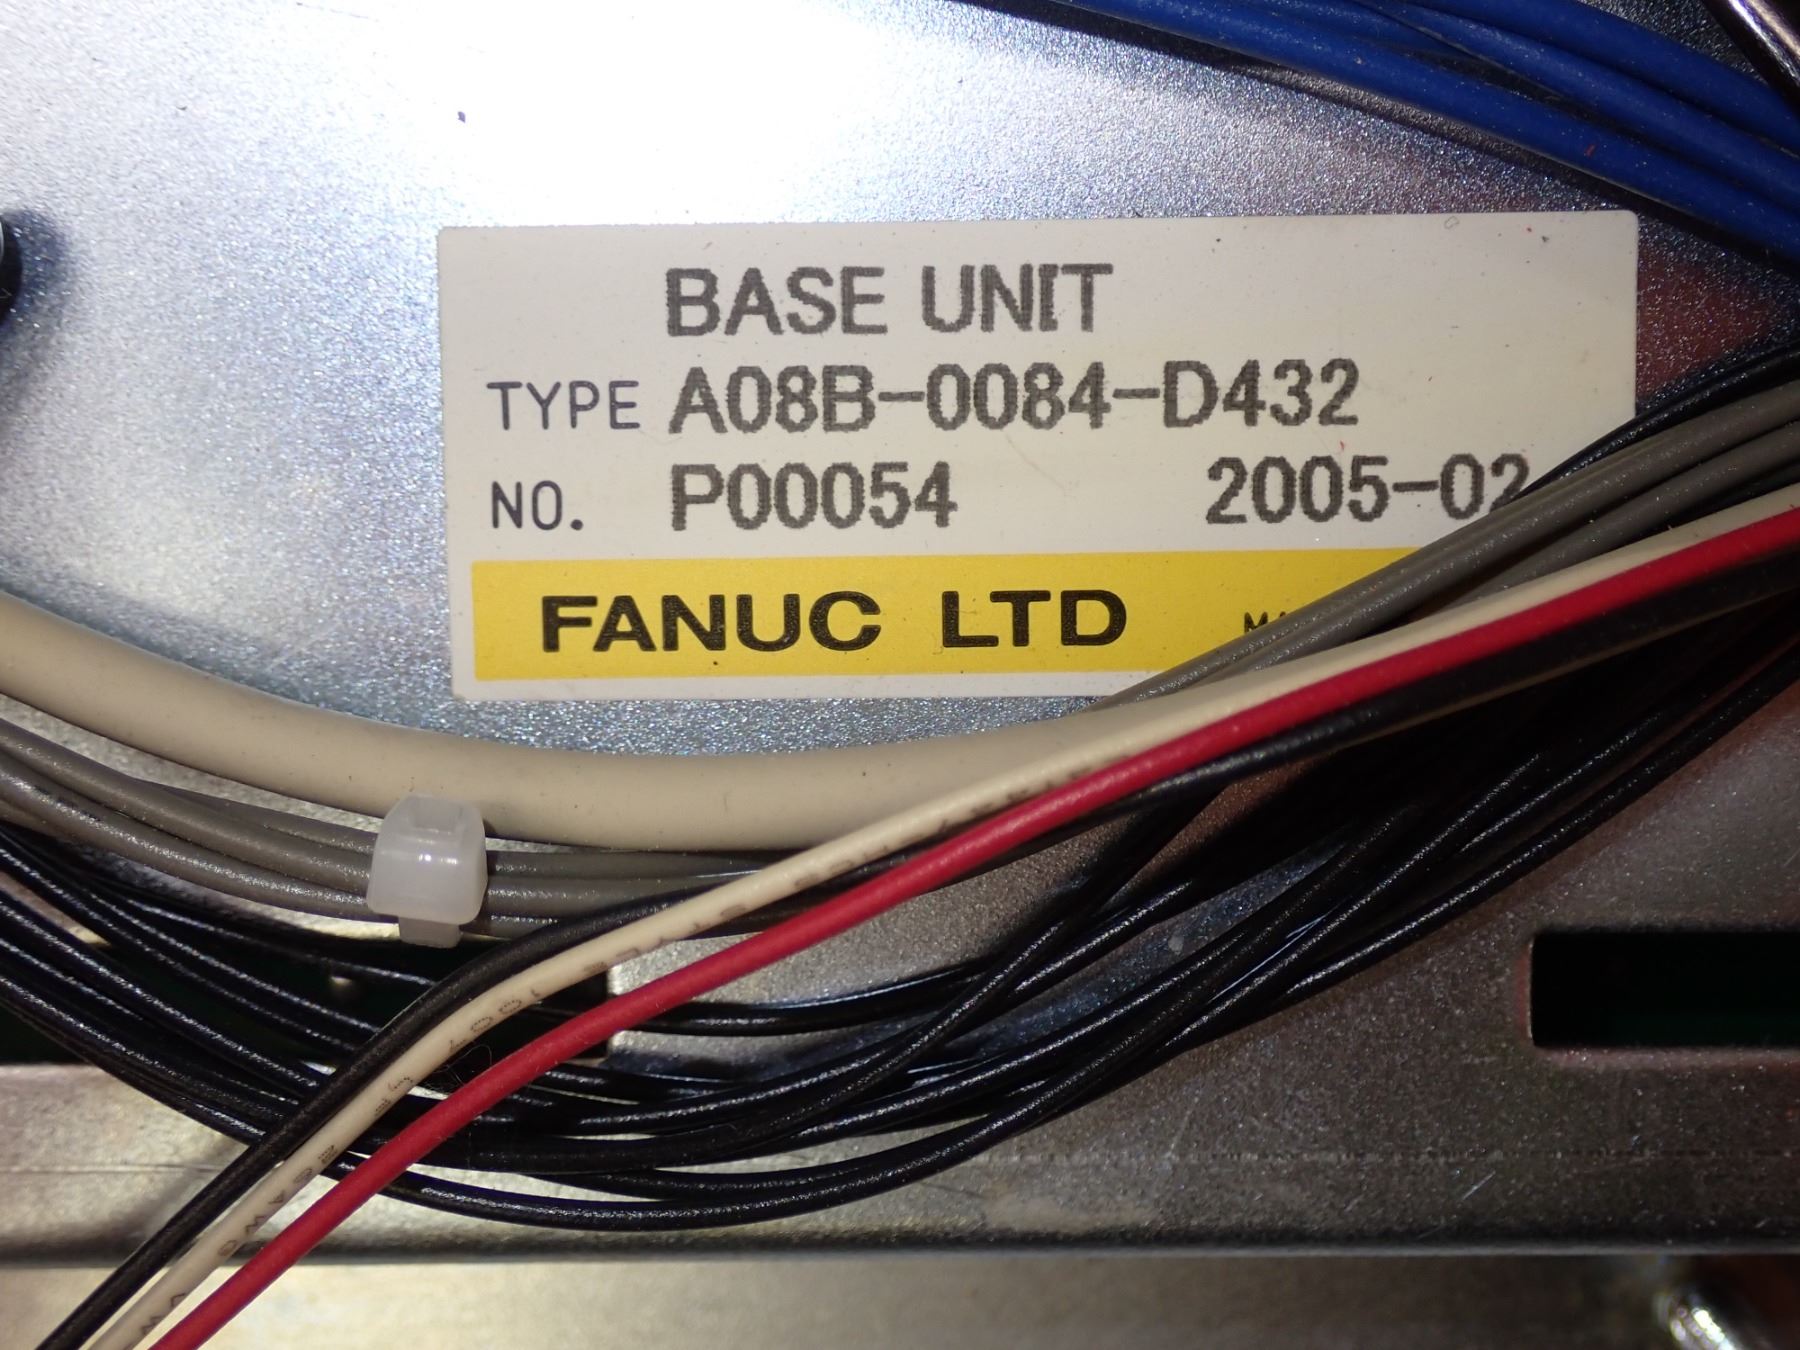 BASE UNIT
TYPE A08B-0084-D432
NO. P00054 2005-02
FANUC LTD